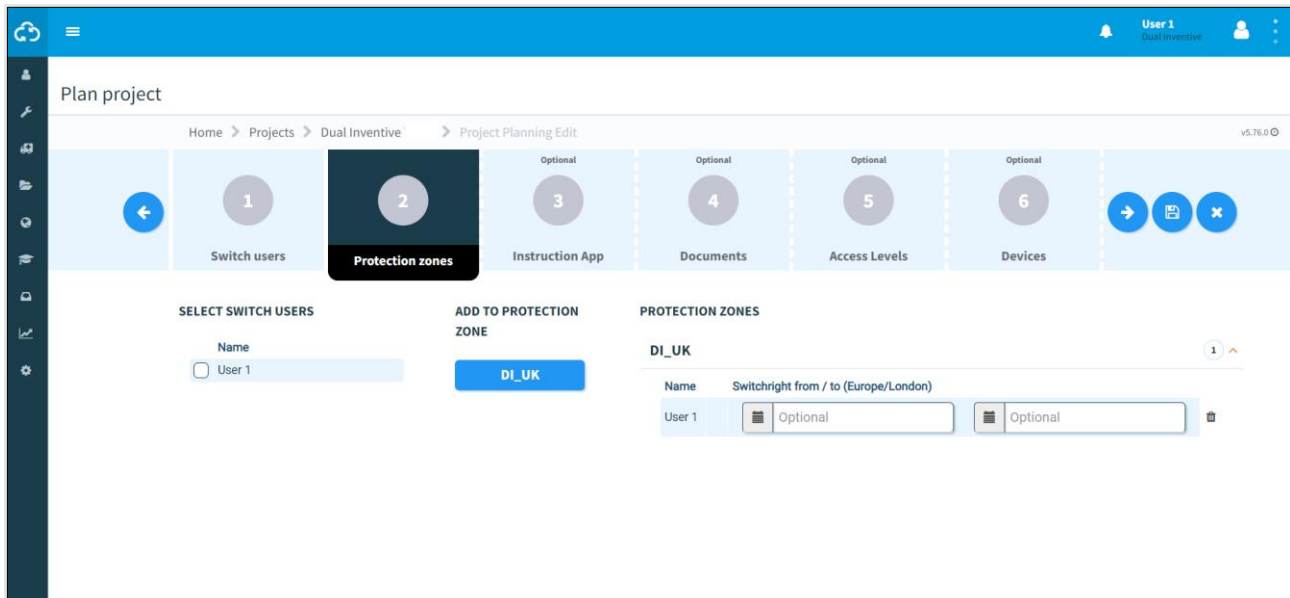 User 1
Dual Inventive
Plan project
Home Projects Dual Inventive Project Planning Edit
v5.76.0
1
Switch users
2
Protection zones
Optional
3
Instruction App
Optional
4
Documents
Optional
5
Access Levels
Optional
6
Devices
SELECT SWITCH USERS
Name
User 1
ADD TO PROTECTION
ZONE
DI_UK
PROTECTION ZONES
DI_UK 1
Name Switchright from / to (Europe/London)
User 1 Optional Optional